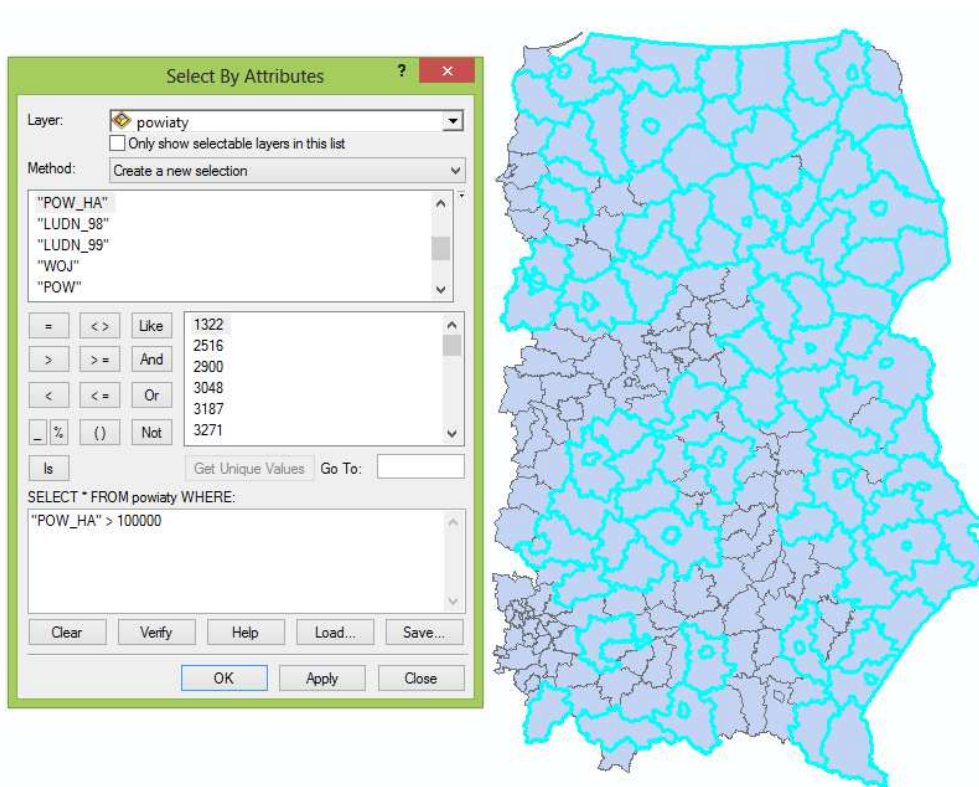 Select By Attributes ? ×
Layer: powiaty
Only show selectable layers in this list
Method: Create a new selection
"POW_HA"
"LUDN_98"
"LUDN_99"
"WOJ"
"POW"
= < > Like
> > = And
< < = Or
_ % () Not
Is
1322
2516
2900
3048
3187
3271
Get Unique Values Go To:
SELECT * FROM powiaty WHERE:
"POW_HA" > 100000
Clear Verify Help Load... Save...
OK Apply Close